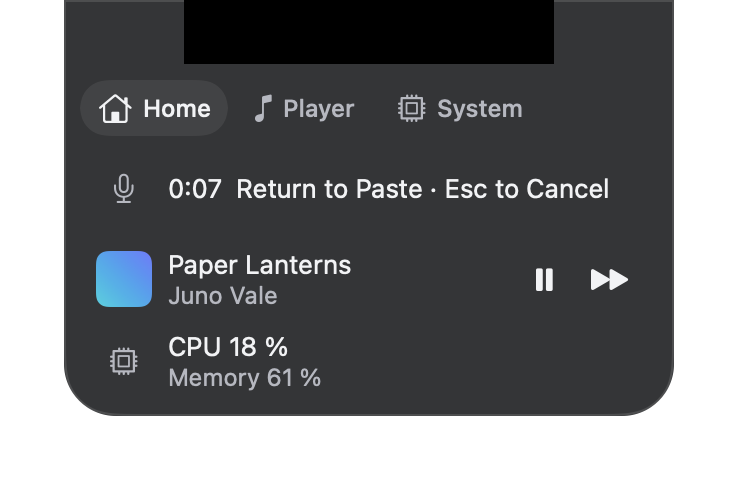 Home Player System
0:07 Return to Paste · Esc to Cancel
Paper Lanterns
Juno Vale
CPU 18 %
Memory 61 %